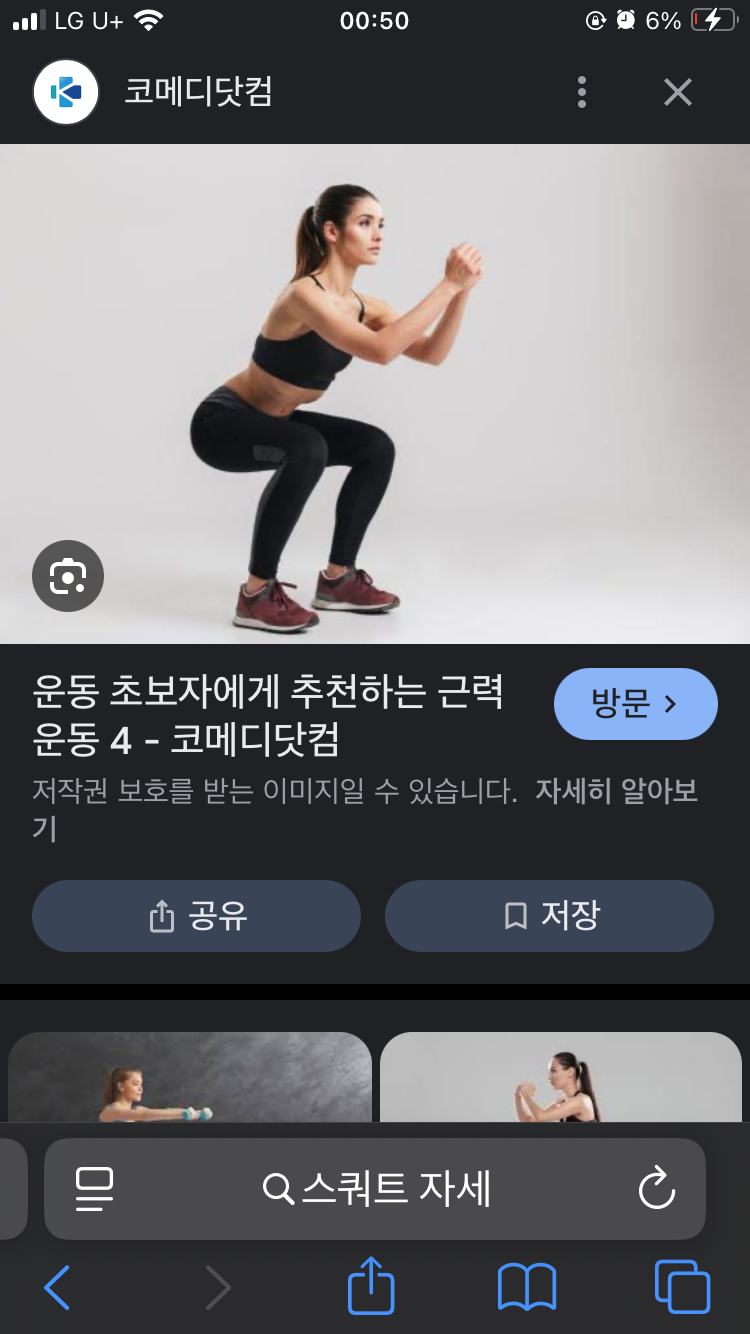 LG U+ 00:50 6%
코메디닷컴
운동 초보자에게 추천하는 근력
운동 4 - 코메디닷컴
방문
저작권 보호를 받는 이미지일 수 있습니다. 자세히 알아보
기
공유 저장
스쿼트 자세